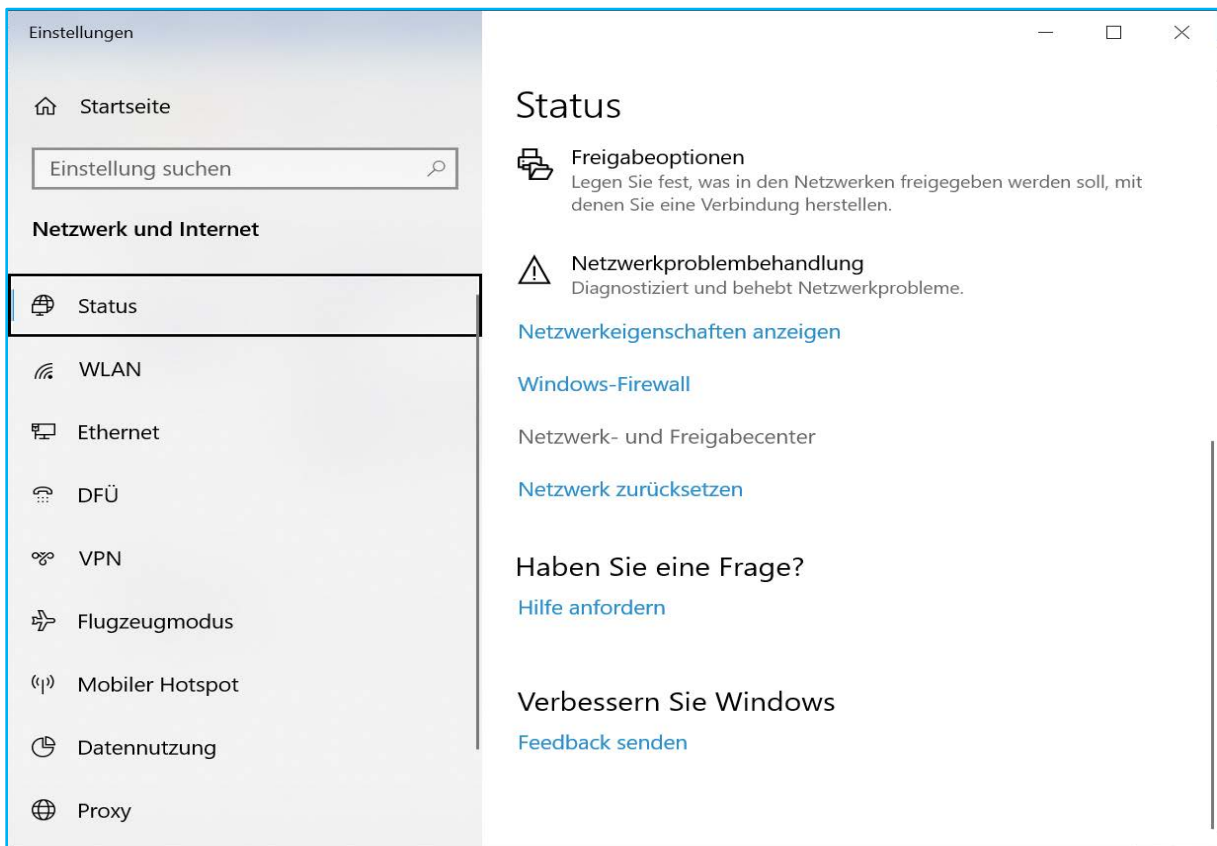 Einstellungen
Startseite
Einstellung suchen
Netzwerk und Internet
Status
WLAN
Ethernet
DFÜ
VPN
Flugzeugmodus
Mobiler Hotspot
Datennutzung
Proxy
Status
Freigabeoptionen
Legen Sie fest, was in den Netzwerken freigegeben werden soll, mit
denen Sie eine Verbindung herstellen.
Netzwerkproblembehandlung
Diagnostiziert und behebt Netzwerkprobleme.
Netzwerkeigenschaften anzeigen
Windows-Firewall
Netzwerk- und Freigabecenter
Netzwerk zurücksetzen
Haben Sie eine Frage?
Hilfe anfordern
Verbessern Sie Windows
Feedback senden